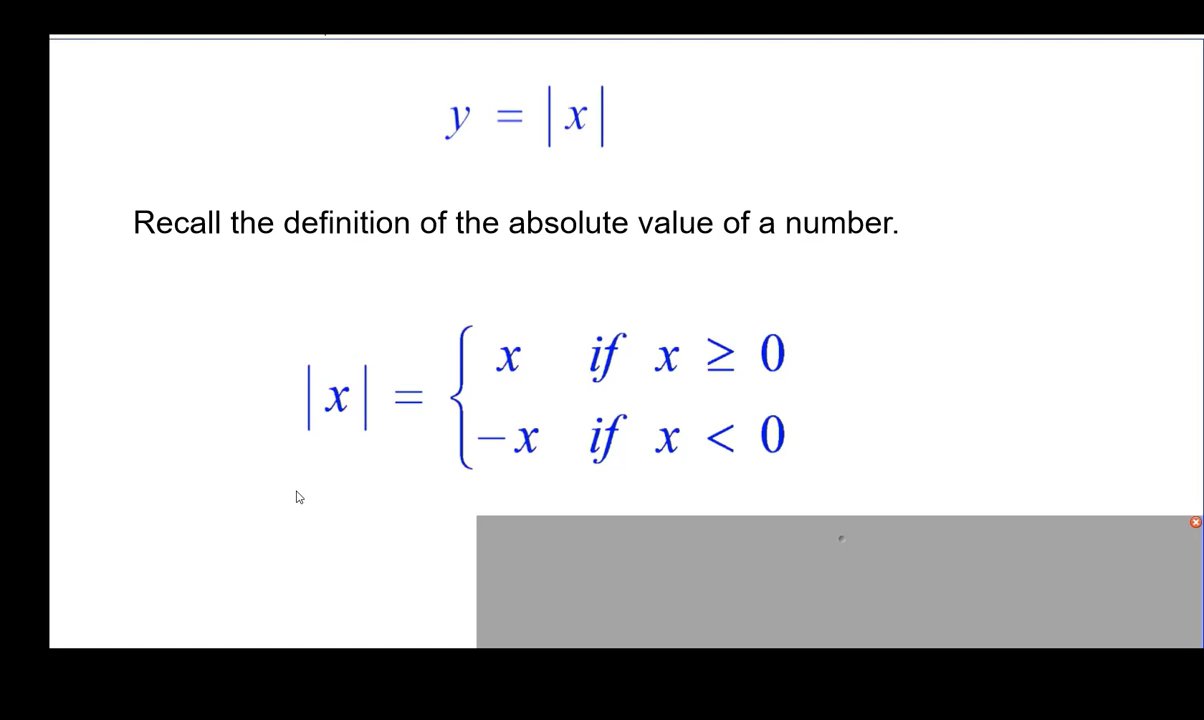 y = |x|
Recall the definition of the absolute value of a number.
|x| = { x if x ≥ 0
-x if x < 0